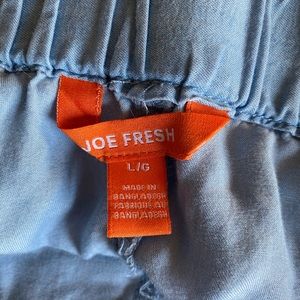 JOE FRESH
L/G
MADE IN
BANGLADESH
FABRIQUÉ AU
BANGLADESH